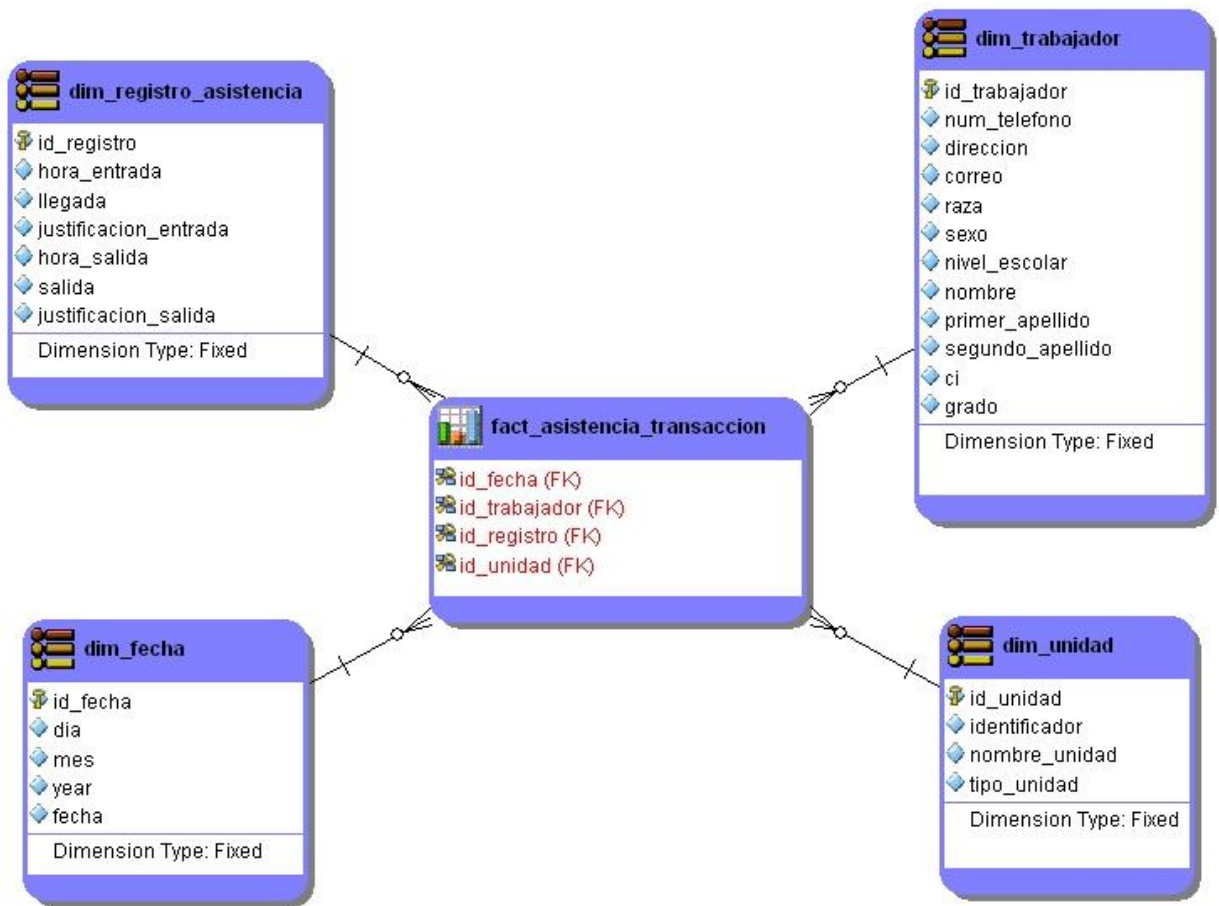 dim_registro_asistencia
id_registro
hora_entrada
llegada
justificacion_entrada
hora_salida
salida
justificacion_salida
Dimension Type: Fixed
dim_trabajador
id_trabajador
num_telefono
direccion
correo
raza
sexo
nivel_escolar
nombre
primer_apellido
segundo_apellido
ci
grado
Dimension Type: Fixed
fact_asistencia_transaccion
id_fecha (FK)
id_trabajador (FK)
id_registro (FK)
id_unidad (FK)
dim_fecha
id_fecha
dia
mes
year
fecha
Dimension Type: Fixed
dim_unidad
id_unidad
identificador
nombre_unidad
tipo_unidad
Dimension Type: Fixed